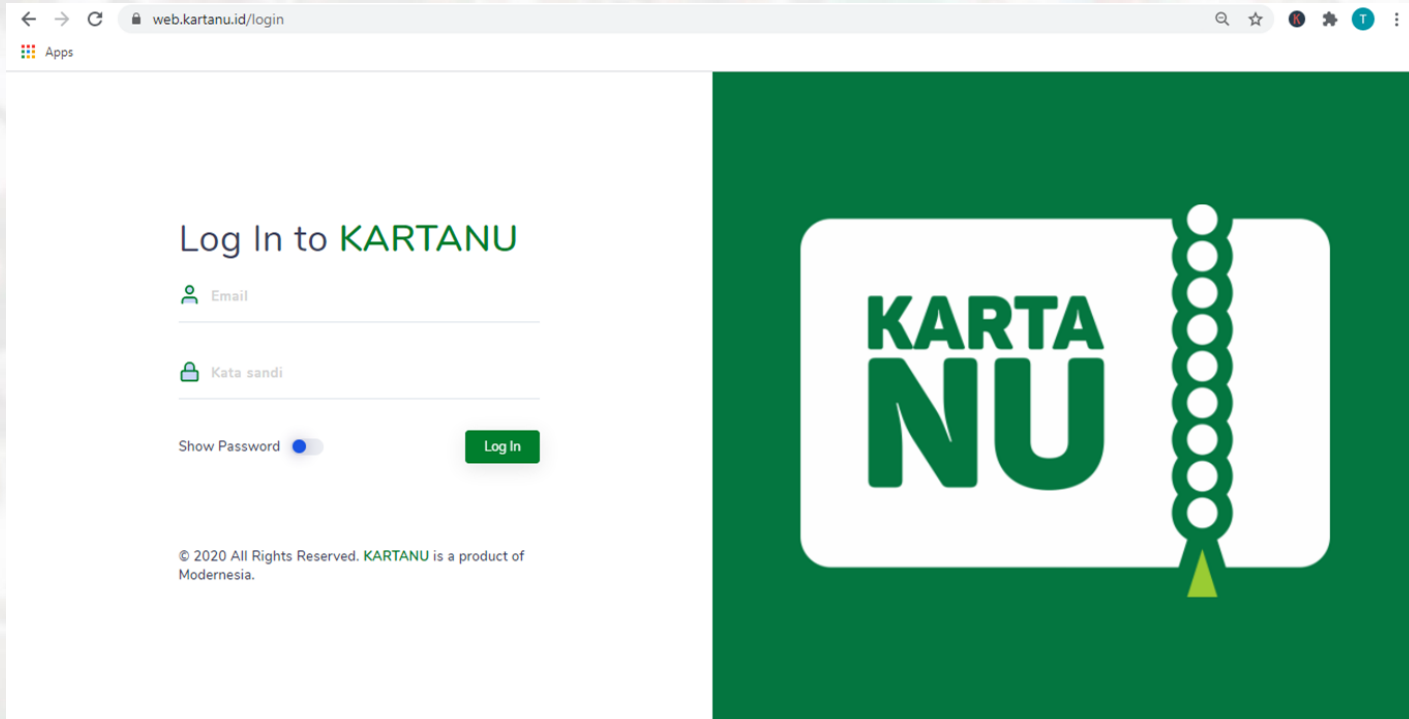 web.kartanu.id/login
K
T
Apps
Log In to KARTANU
Email
Kata sandi
Show Password
Log In
© 2020 All Rights Reserved. KARTANU is a product of
Modernesia.
KARTA
NU